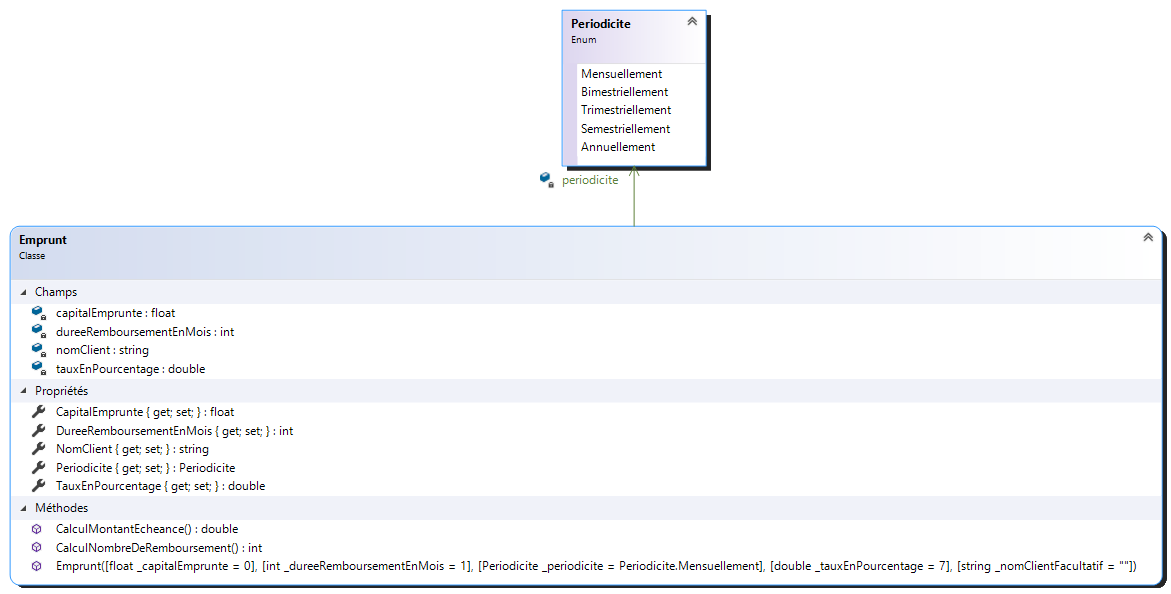 Periodicite
Enum
Mensuellement
Bimestriellement
Trimestriellement
Semestriellement
Annuellement
periodicite
Emprunt
Classe
Champs
capitalEmprunte : float
dureeRemboursementEnMois : int
nomClient : string
tauxEnPourcentage : double
Propriétés
CapitalEmprunte { get; set; } : float
DureeRemboursementEnMois { get; set; } : int
NomClient { get; set; } : string
Periodicite { get; set; } : Periodicite
TauxEnPourcentage { get; set; } : double
Méthodes
CalculMontantEcheance() : double
CalculNombreDeRemboursement() : int
Emprunt([float _capitalEmprunte = 0], [int _dureeRemboursementEnMois = 1], [Periodicite _periodicite = Periodicite.Mensuellement], [double _tauxEnPourcentage = 7], [string _nomClientFacultatif = ""])